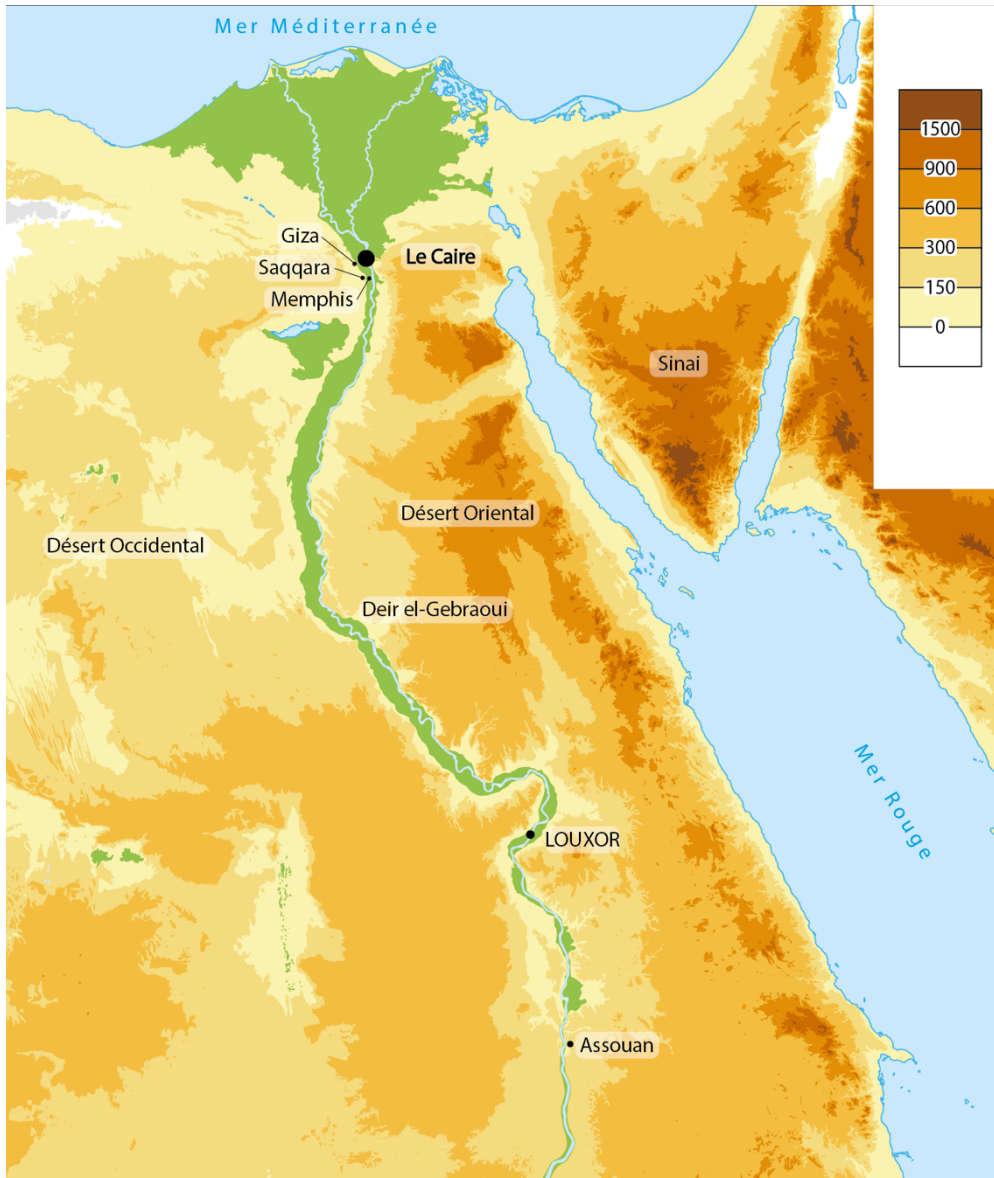 Mer Méditerranée
1500
900
600
300
150
0
Giza
Le Caire
Saqqara
Memphis
Sinai
Désert Oriental
Désert Occidental
Deir el-Gebraoui
Mer Rouge
LOUXOR
Assouan